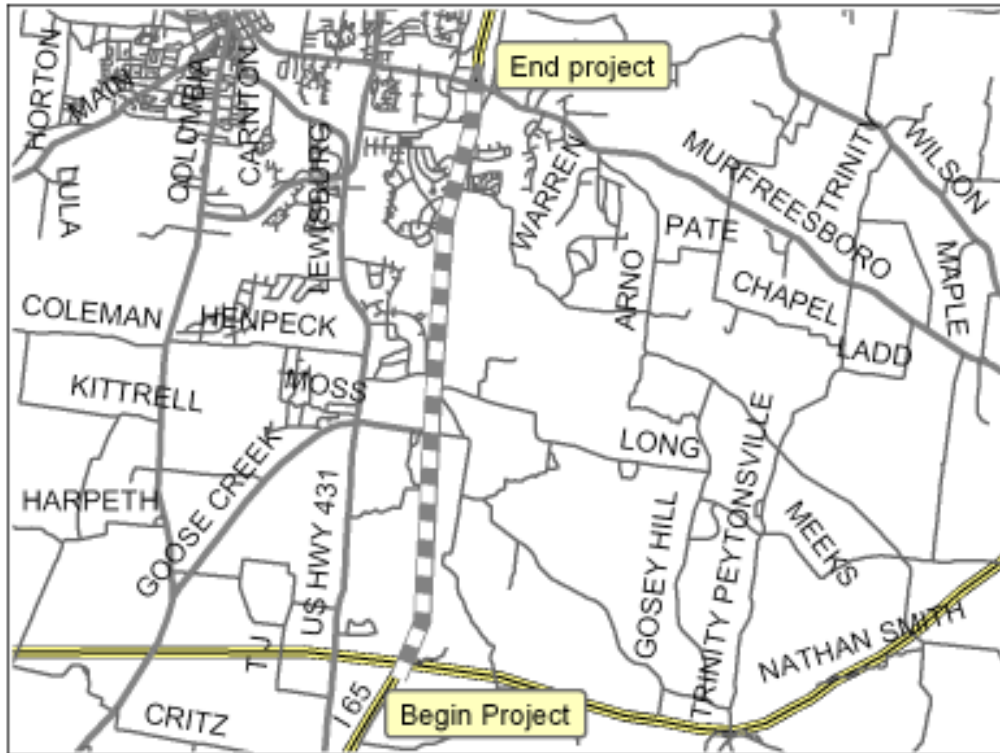 End project
HORTON
MAIN
COLUMBIA
CARNTON
LULA
LEWISBURG
WARREN
MURFREESBORO
TRINITY
WILSON
PATE
ARNO
MAPLE
CHAPEL
COLEMAN
HENPECK
LADD
KITTRELL
MOSS
LONG
HARPETH
GOOSE CREEK
US HWY 431
GOSEY HILL
TRINITY PEYTONSVILLE
MEEKS
T J
NATHAN SMITH
I 65
CRITZ
Begin Project